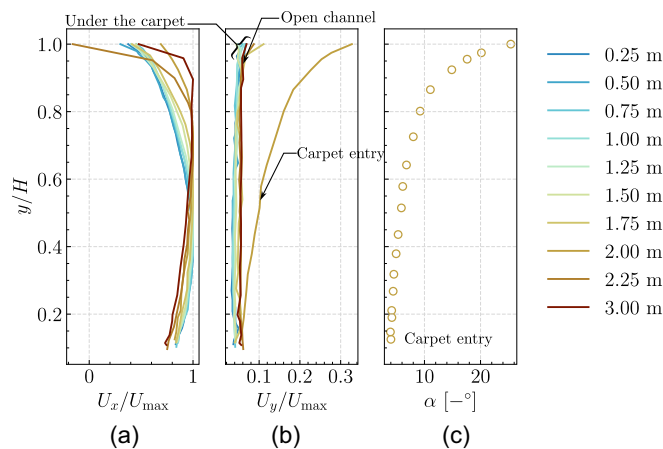 Under the carpet
Open channel
y/H
1.0
0.8
0.6
0.4
0.2
Carpet entry
Carpet entry
0 1
0.1 0.2 0.3
10 20
U_x/U_max
U_y/U_max
α [−°]
(a)
(b)
(c)
0.25 m
0.50 m
0.75 m
1.00 m
1.25 m
1.50 m
1.75 m
2.00 m
2.25 m
3.00 m